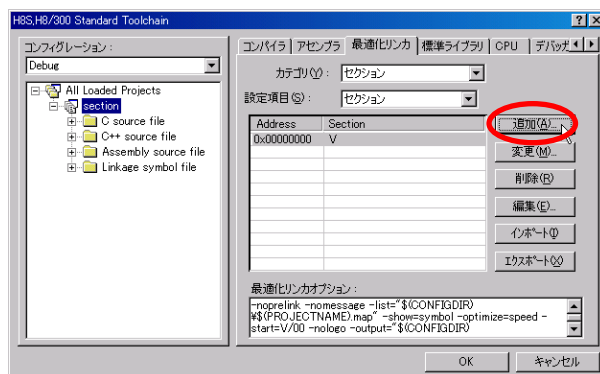 H8S,H8/300 Standard Toolchain
コンフィグレーション :
Debug
All Loaded Projects
section
C source file
C++ source file
Assembly source file
Linkage symbol file
コンパイラ アセンブラ 最適化リンカ 標準ライブラリ CPU デバッガ
カテゴリ(Y) : セクション
設定項目(S) : セクション
Address Section
0x00000000 V
追加(A)...
変更(M)...
削除(R)
編集(E)...
インポート(I)
エクスポート(X)
最適化リンカオプション :
-noprelink -nomessage -list="$(CONFIGDIR)
¥$(PROJECTNAME).map" -show=symbol -optimize=speed -
start=V/00 -nologo -output="$(CONFIGDIR)
OK キャンセル